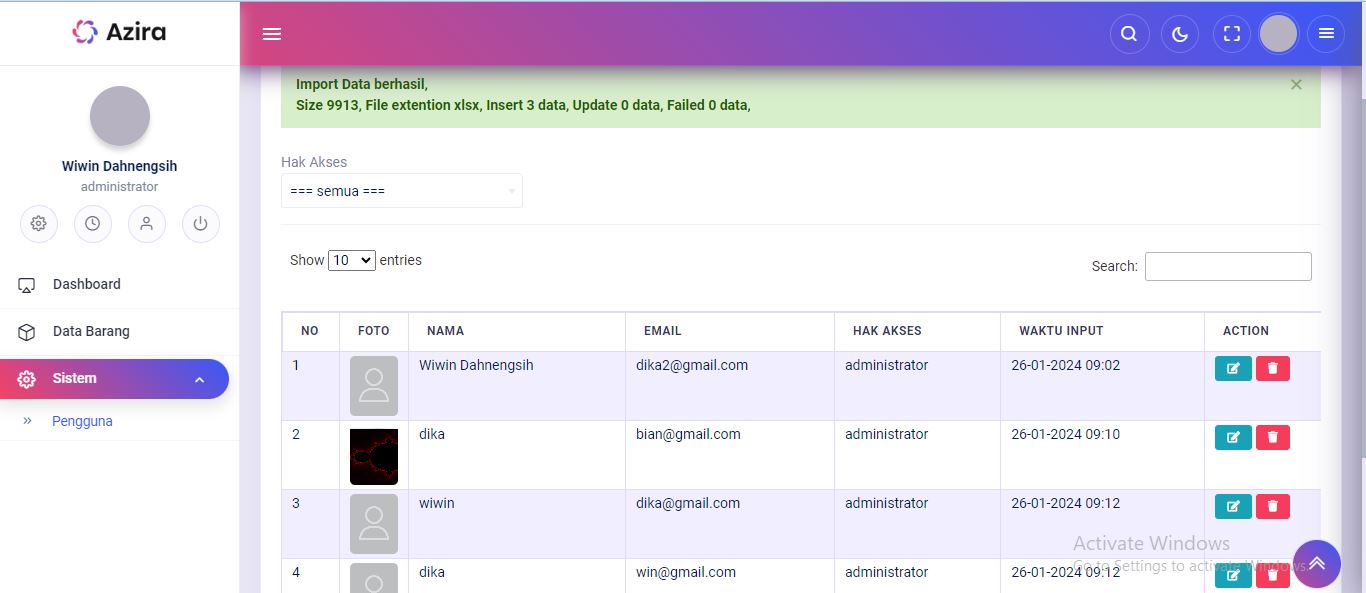 Azira
Wiwin Dahnengsih
administrator
Dashboard
Data Barang
Sistem
Pengguna
Import Data berhasil,
Size 9913, File extention xlsx, Insert 3 data, Update 0 data, Failed 0 data,
Hak Akses
=== semua ===
Show 10 entries
Search:
NO FOTO NAMA EMAIL HAK AKSES WAKTU INPUT ACTION
1 Wiwin Dahnengsih dika2@gmail.com administrator 26-01-2024 09:02
2 dika bian@gmail.com administrator 26-01-2024 09:10
3 wiwin dika@gmail.com administrator 26-01-2024 09:12
4 dika win@gmail.com administrator 26-01-2024 09:12
Activate Windows
Go to Settings to activate Windows.